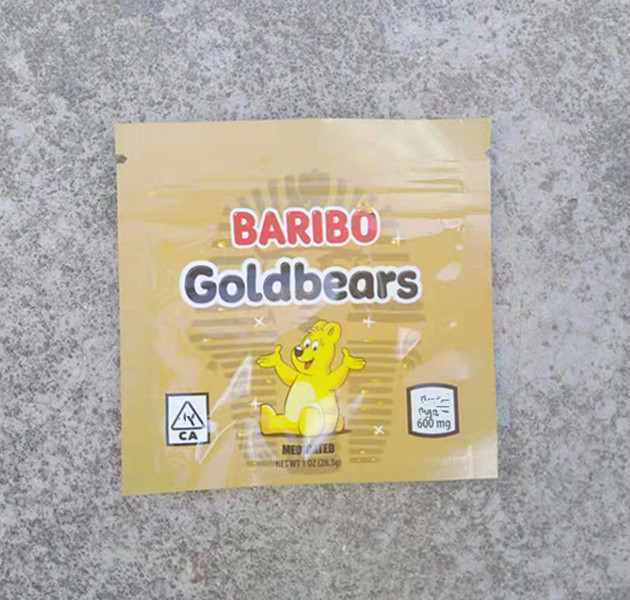 BARIBO
Goldbears
CA
600 mg
MEDICATED
NET WT 1 OZ (28.3g)